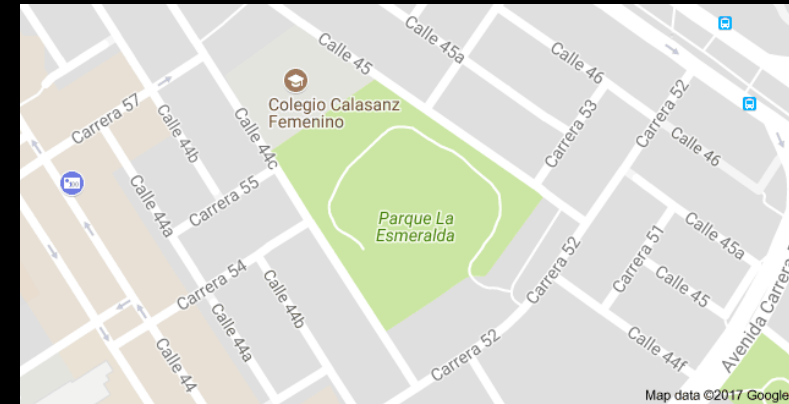 Calle 45
Calle 45a
Calle 46
Colegio Calasanz
Femenino
Carrera 57
Calle 44b
Calle 44c
Carrera 53
Carrera 52
Calle 46
Carrera 55
Calle 44a
Parque La
Esmeralda
Carrera 54
Calle 44b
Calle 44a
Calle 44
Carrera 52
Carrera 52
Carrera 51
Calle 45a
Calle 45
Calle 44f
Avenida Carrera
Map data ©2017 Google